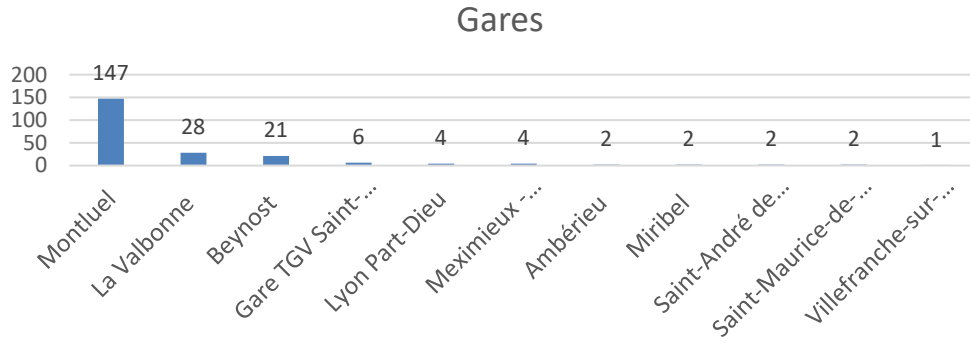 Gares
200
150
100
50
0
147
28
21
6
4
4
2
2
2
2
1
Montluel
La Valbonne
Beynost
Gare TGV Saint-...
Lyon Part-Dieu
Meximieux -...
Ambérieu
Miribel
Saint-André de...
Saint-Maurice-de-...
Villefranche-sur-...